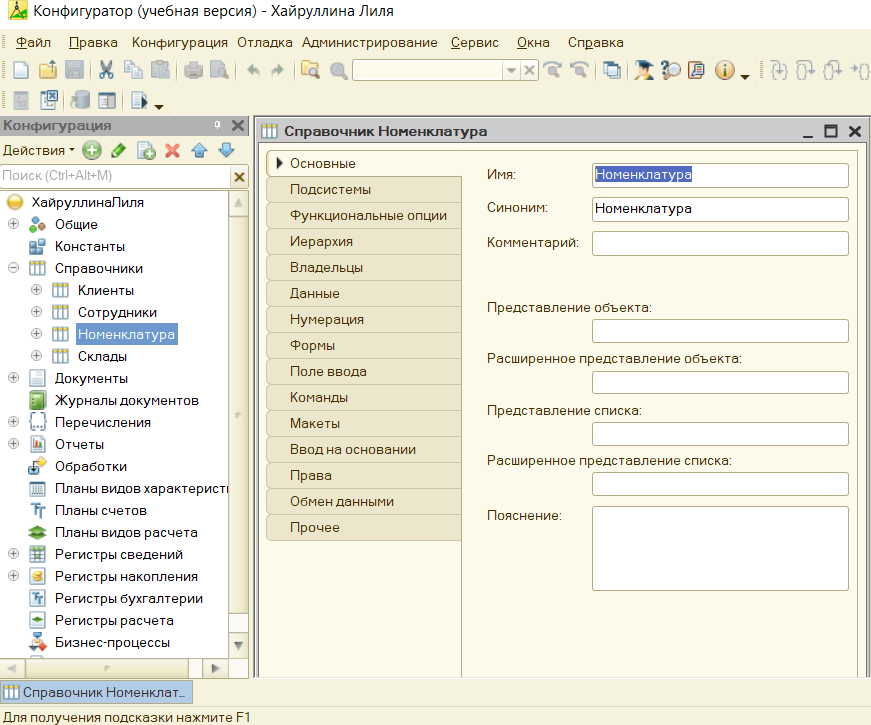 Конфигуратор (учебная версия) - Хайруллина Лиля
Файл Правка Конфигурация Отладка Администрирование Сервис Окна Справка
Конфигурация
Действия
Поиск (Ctrl+Alt+M)
ХайруллинаЛиля
Общие
Константы
Справочники
Клиенты
Сотрудники
Номенклатура
Склады
Документы
Журналы документов
Перечисления
Отчеты
Обработки
Планы видов характеристи
Планы счетов
Планы видов расчета
Регистры сведений
Регистры накопления
Регистры бухгалтерии
Регистры расчета
Бизнес-процессы
Справочник Номенклатура
Основные
Подсистемы
Функциональные опции
Иерархия
Владельцы
Данные
Нумерация
Формы
Поле ввода
Команды
Макеты
Ввод на основании
Права
Обмен данными
Прочее
Имя: Номенклатура
Синоним: Номенклатура
Комментарий:
Представление объекта:
Расширенное представление объекта:
Представление списка:
Расширенное представление списка:
Пояснение:
Справочник Номенклат...
Для получения подсказки нажмите F1